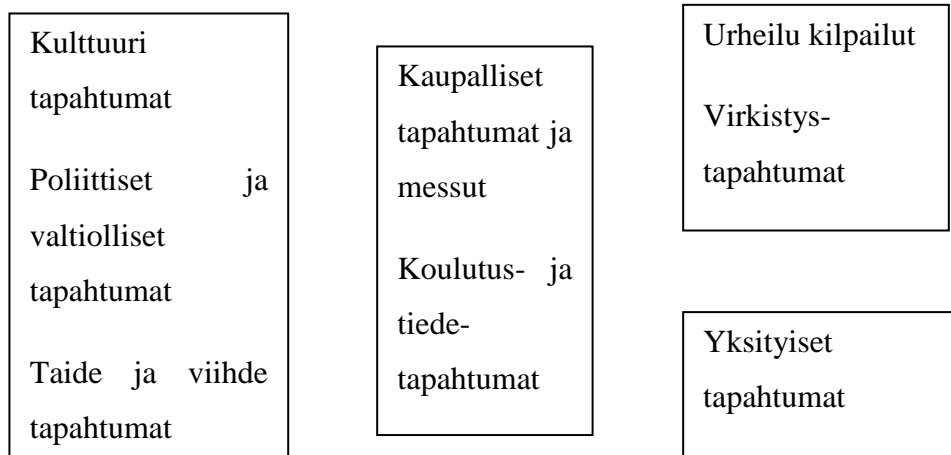 Kulttuuri
tapahtumat
Poliittiset ja
valtiolliset
tapahtumat
Taide ja viihde
tapahtumat
Kaupalliset
tapahtumat ja
messut
Koulutus- ja
tiede-
tapahtumat
Urheilu kilpailut
Virkistys-
tapahtumat
Yksityiset
tapahtumat